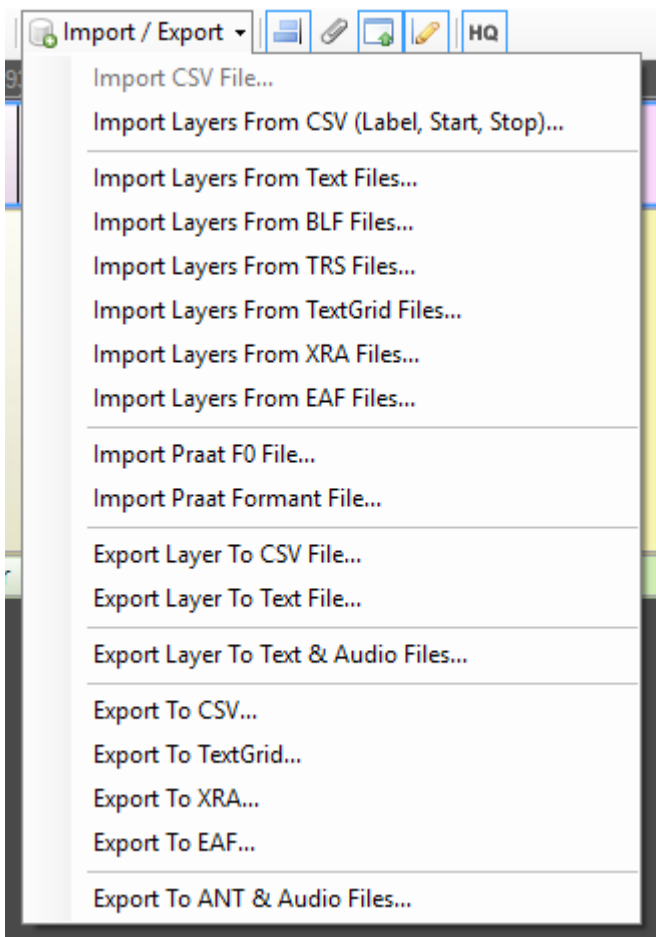 Import / Export HQ
93
Import CSV File...
Import Layers From CSV (Label, Start, Stop)...
Import Layers From Text Files...
Import Layers From BLF Files...
Import Layers From TRS Files...
Import Layers From TextGrid Files...
Import Layers From XRA Files...
Import Layers From EAF Files...
Import Praat F0 File...
Import Praat Formant File...
Export Layer To CSV File...
Export Layer To Text File...
Export Layer To Text & Audio Files...
Export To CSV...
Export To TextGrid...
Export To XRA...
Export To EAF...
Export To ANT & Audio Files...